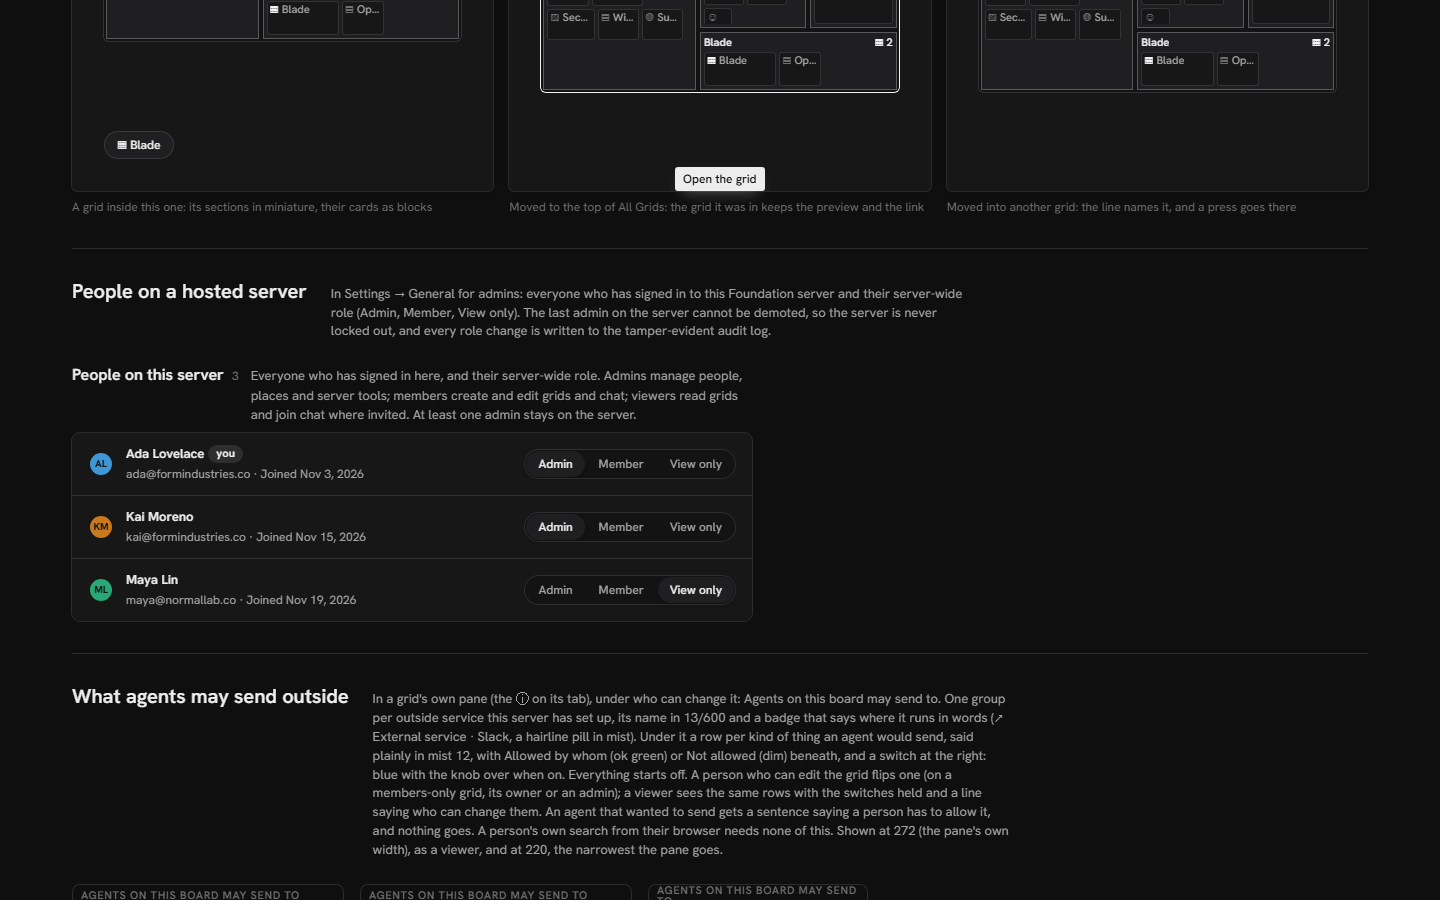 Blade
Op...
Sec...
Wi...
Su...
Blade 2
Blade
Op...
Sec...
Wi...
Su...
Blade 2
Blade
Op...
Blade
Open the grid
A grid inside this one: its sections in miniature, their cards as blocks
Moved to the top of All Grids: the grid it was in keeps the preview and the link
Moved into another grid: the line names it, and a press goes there
People on a hosted server
In Settings → General for admins: everyone who has signed in to this Foundation server and their server-wide
role (Admin, Member, View only). The last admin on the server cannot be demoted, so the server is never
locked out, and every role change is written to the tamper-evident audit log.
People on this server 3
Everyone who has signed in here, and their server-wide role. Admins manage people,
places and server tools; members create and edit grids and chat; viewers read grids
and join chat where invited. At least one admin stays on the server.
AL
Ada Lovelace you
ada@formindustries.co · Joined Nov 3, 2026
Admin Member View only
KM
Kai Moreno
kai@formindustries.co · Joined Nov 15, 2026
Admin Member View only
ML
Maya Lin
maya@normallab.co · Joined Nov 19, 2026
Admin Member View only
What agents may send outside
In a grid's own pane (the ⓘ on its tab), under who can change it: Agents on this board may send to. One group
per outside service this server has set up, its name in 13/600 and a badge that says where it runs in words (↗
External service · Slack, a hairline pill in mist). Under it a row per kind of thing an agent would send, said
plainly in mist 12, with Allowed by whom (ok green) or Not allowed (dim) beneath, and a switch at the right:
blue with the knob over when on. Everything starts off. A person who can edit the grid flips one (on a
members-only grid, its owner or an admin); a viewer sees the same rows with the switches held and a line
saying who can change them. An agent that wanted to send gets a sentence saying a person has to allow it,
and nothing goes. A person's own search from their browser needs none of this. Shown at 272 (the pane's own
width), as a viewer, and at 220, the narrowest the pane goes.
AGENTS ON THIS BOARD MAY SEND TO
AGENTS ON THIS BOARD MAY SEND TO
AGENTS ON THIS BOARD MAY SEND
TO